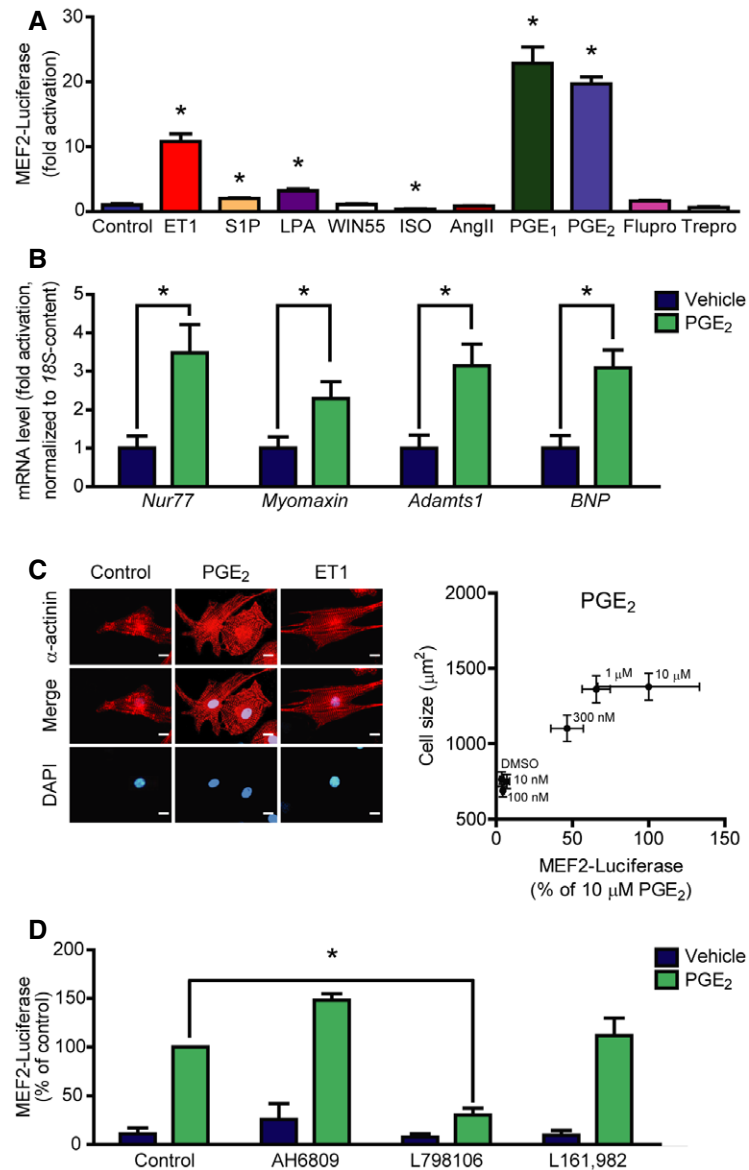 A
MEF2-Luciferase
(fold activation)
30
20
10
0
*
*
*
*
*
*
Control ET1 S1P LPA WIN55 ISO AngII PGE₁ PGE₂ Flupro Trepro
B
mRNA level (fold activation,
normalized to 18S-content)
5
4
3
2
1
0
*
*
*
*
Vehicle
PGE₂
Nur77 Myomaxin Adamts1 BNP
C
Control PGE₂ ET1
α-actinin
Merge
DAPI
PGE₂
Cell size (μm²)
2000
1500
1000
500
1 μM
10 μM
300 nM
DMSO
10 nM
100 nM
0 50 100 150
MEF2-Luciferase
(% of 10 μM PGE₂)
D
MEF2-Luciferase
(% of control)
200
150
100
50
0
*
Vehicle
PGE₂
Control AH6809 L798106 L161,982